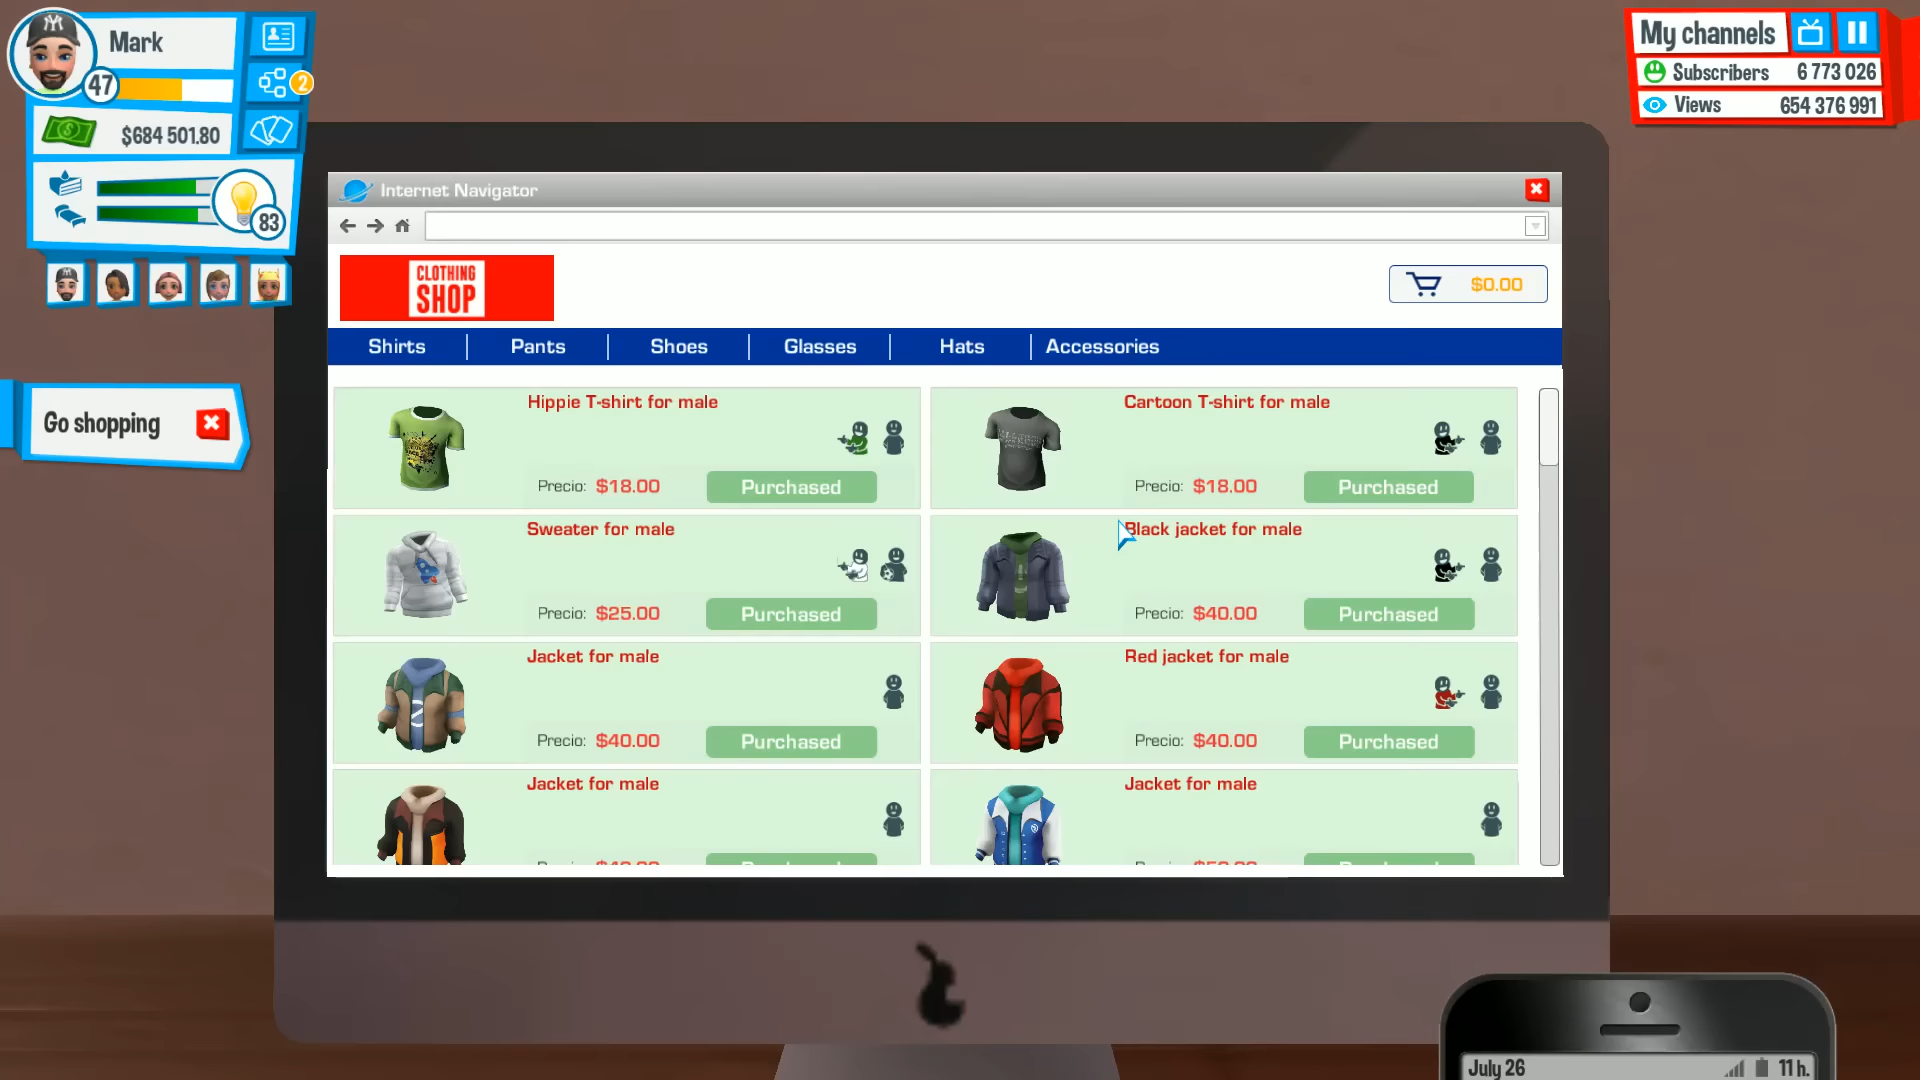 Mark
47
2
$684 501.80
83
My channels
Subscribers 6 773 026
Views 654 376 991
Go shopping
Internet Navigator
CLOTHING
SHOP
$0.00
Shirts Pants Shoes Glasses Hats Accessories
Hippie T-shirt for male
Precio: $18.00 Purchased
Cartoon T-shirt for male
Precio: $18.00 Purchased
Sweater for male
Precio: $25.00 Purchased
Black jacket for male
Precio: $40.00 Purchased
Jacket for male
Precio: $40.00 Purchased
Red jacket for male
Precio: $40.00 Purchased
Jacket for male
Jacket for male
July 26 11 h.